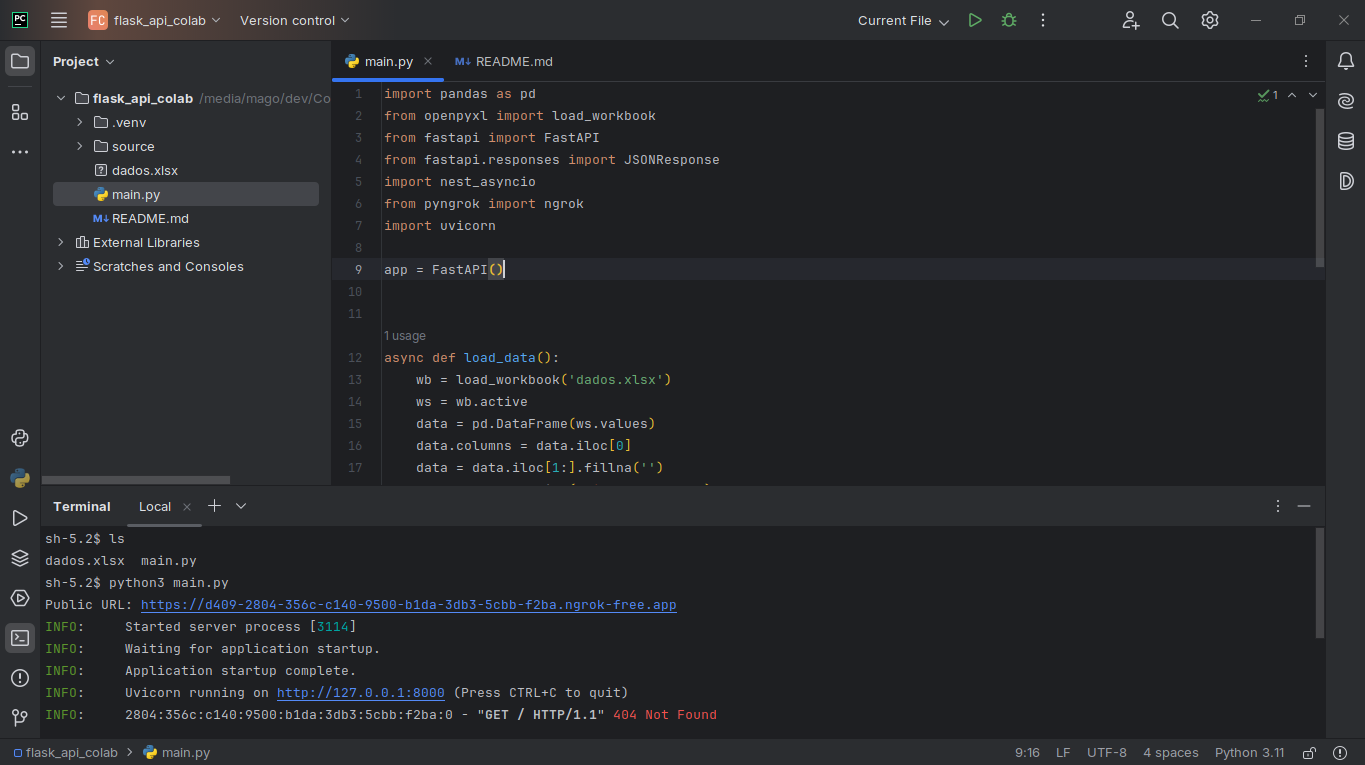 PC
FC flask_api_colab Version control Current File
Project
flask_api_colab /media/mago/dev/Co
.venv
source
dados.xlsx
main.py
README.md
External Libraries
Scratches and Consoles
main.py README.md
1
1 import pandas as pd
2 from openpyxl import load_workbook
3 from fastapi import FastAPI
4 from fastapi.responses import JSONResponse
5 import nest_asyncio
6 from pyngrok import ngrok
7 import uvicorn
8
9 app = FastAPI()
10
11
1 usage
12 async def load_data():
13 wb = load_workbook('dados.xlsx')
14 ws = wb.active
15 data = pd.DataFrame(ws.values)
16 data.columns = data.iloc[0]
17 data = data.iloc[1:].fillna('')
Terminal Local
sh-5.2$ ls
dados.xlsx main.py
sh-5.2$ python3 main.py
Public URL: https://d409-2804-356c-c140-9500-b1da-3db3-5cbb-f2ba.ngrok-free.app
INFO: Started server process [3114]
INFO: Waiting for application startup.
INFO: Application startup complete.
INFO: Uvicorn running on http://127.0.0.1:8000 (Press CTRL+C to quit)
INFO: 2804:356c:c140:9500:b1da:3db3:5cbb:f2ba:0 - "GET / HTTP/1.1" 404 Not Found
flask_api_colab main.py 9:16 LF UTF-8 4 spaces Python 3.11